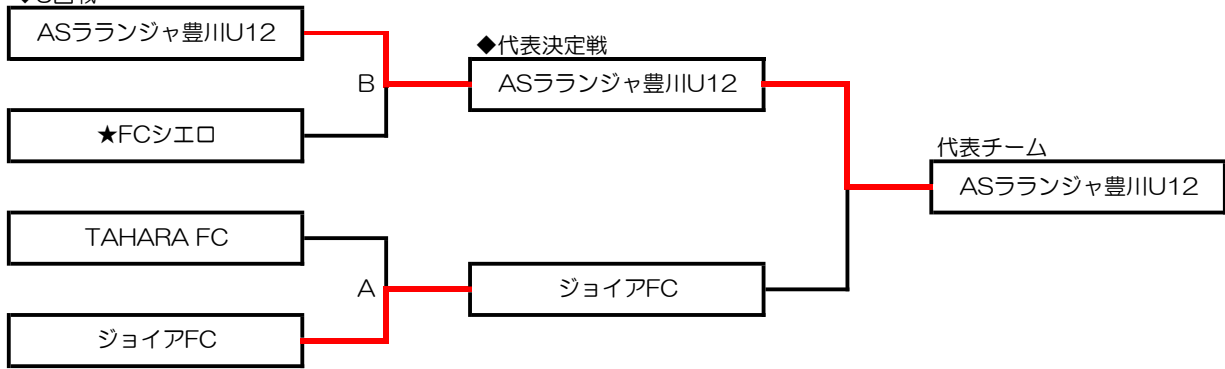 ASラランジャ豊川U12
B
★FCシエロ
TAHARA FC
A
ジョイアFC
◆代表決定戦
ASラランジャ豊川U12
ジョイアFC
代表チーム
ASラランジャ豊川U12